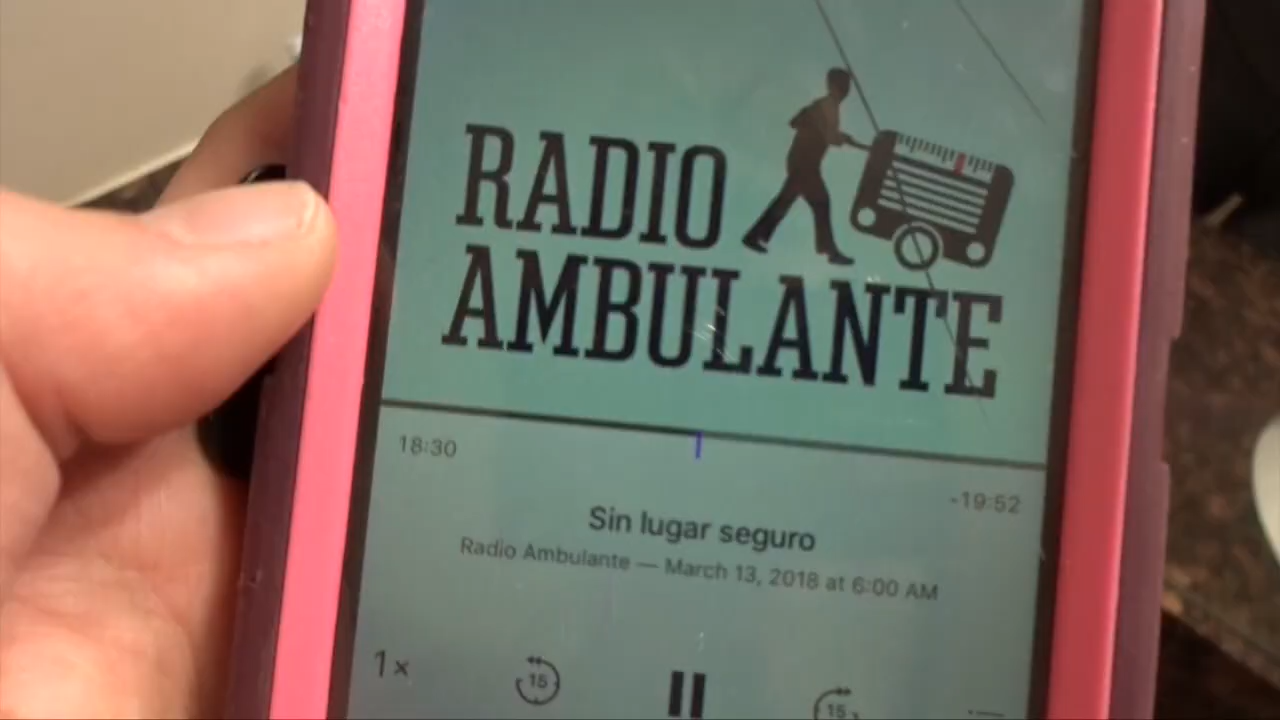 RADIO
AMBULANTE
18:30
-19:52
Sin lugar seguro
Radio Ambulante — March 13, 2018 at 6:00 AM
1x
15
15